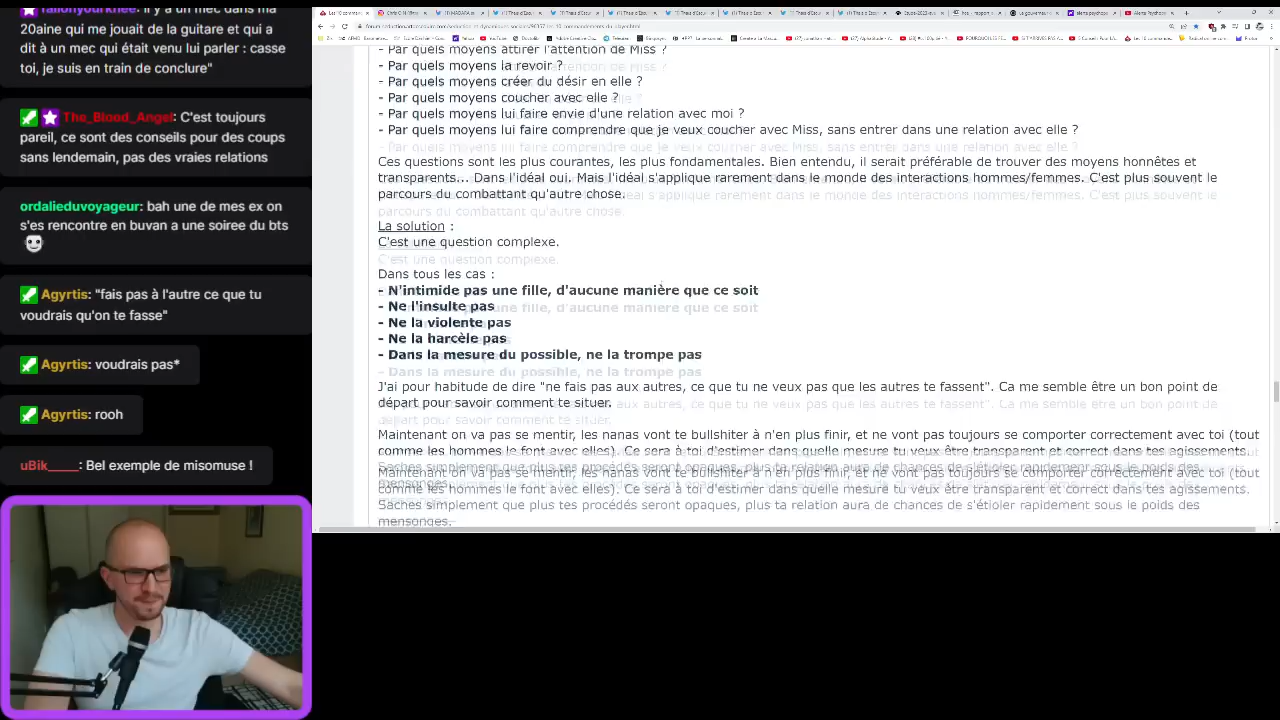 rallonyourknee: il y a un mec dans ma
20aine qui me jouait de la guitare et qui a
dit à un mec qui était venu lui parler : casse
toi, je suis en train de conclure"
The_Blood_Angel: C'est toujours
pareil, ce sont des conseils pour des coups
sans lendemain, pas des vraies relations
ordalieduvoyageur: bah une de mes ex on
s'es rencontre en buvan a une soiree du bts
Agyrtis: "fais pas à l'autre ce que tu
voudrais qu'on te fasse"
Agyrtis: voudrais pas*
Agyrtis: rooh
uBik____: Bel exemple de misomuse !
- Par quels moyens attirer l'attention de Miss ?
- Par quels moyens la revoir ?
- Par quels moyens créer du désir en elle ?
- Par quels moyens coucher avec elle ?
- Par quels moyens lui faire envie d'une relation avec moi ?
- Par quels moyens lui faire comprendre que je veux coucher avec Miss, sans entrer dans une relation avec elle ?
Ces questions sont les plus courantes, les plus fondamentales. Bien entendu, il serait préférable de trouver des moyens honnêtes et
transparents... Dans l'idéal oui. Mais l'idéal s'applique rarement dans le monde des interactions hommes/femmes. C'est plus souvent le
parcours du combattant qu'autre chose.
La solution :
C'est une question complexe.
Dans tous les cas :
- N'intimide pas une fille, d'aucune manière que ce soit
- Ne l'insulte pas
- Ne la violente pas
- Ne la harcèle pas
- Dans la mesure du possible, ne la trompe pas
J'ai pour habitude de dire "ne fais pas aux autres, ce que tu ne veux pas que les autres te fassent". Ca me semble être un bon point de
départ pour savoir comment te situer.
Maintenant on va pas se mentir, les nanas vont te bullshiter à n'en plus finir, et ne vont pas toujours se comporter correctement avec toi (tout
comme les hommes le font avec elles). Ce sera à toi d'estimer dans quelle mesure tu veux être transparent et correct dans tes agissements.
Saches simplement que plus tes procédés seront opaques, plus ta relation aura de chances de s'étioler rapidement sous le poids des
mensonges.